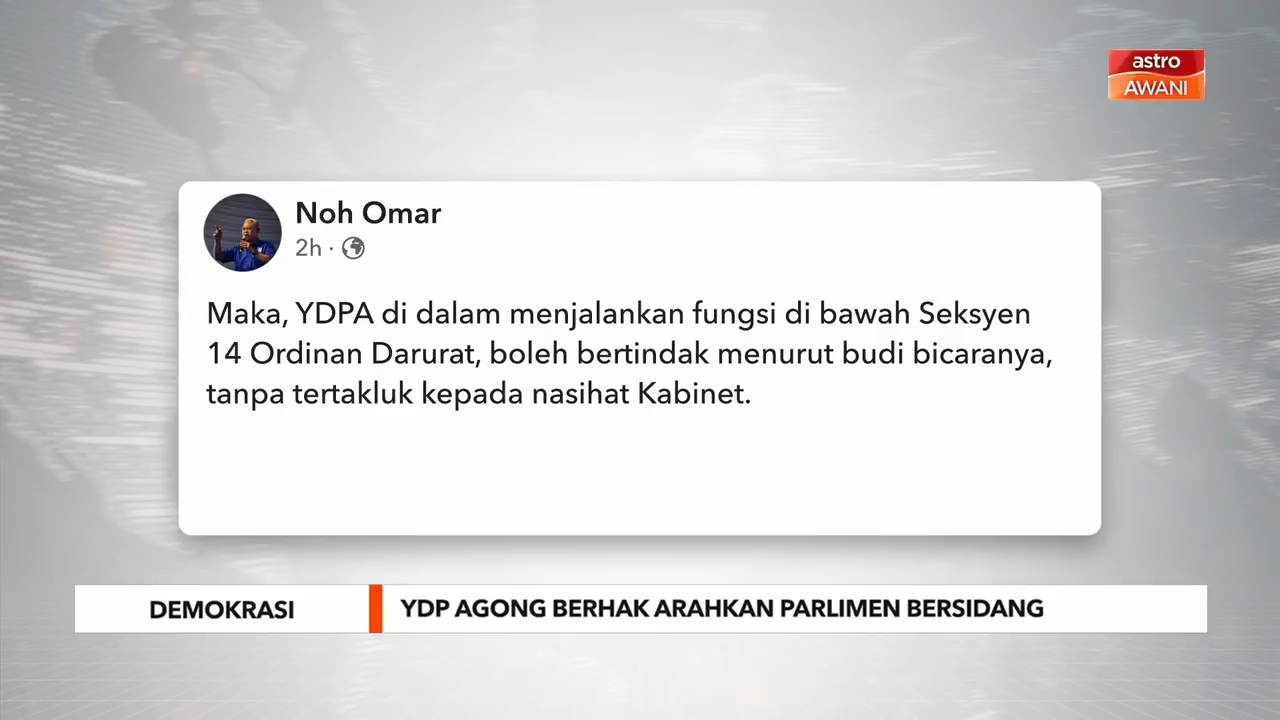 astro
AWANI
Noh Omar
2h ·
Maka, YDPA di dalam menjalankan fungsi di bawah Seksyen
14 Ordinan Darurat, boleh bertindak menurut budi bicaranya,
tanpa tertakluk kepada nasihat Kabinet.
DEMOKRASI
YDP AGONG BERHAK ARAHKAN PARLIMEN BERSIDANG